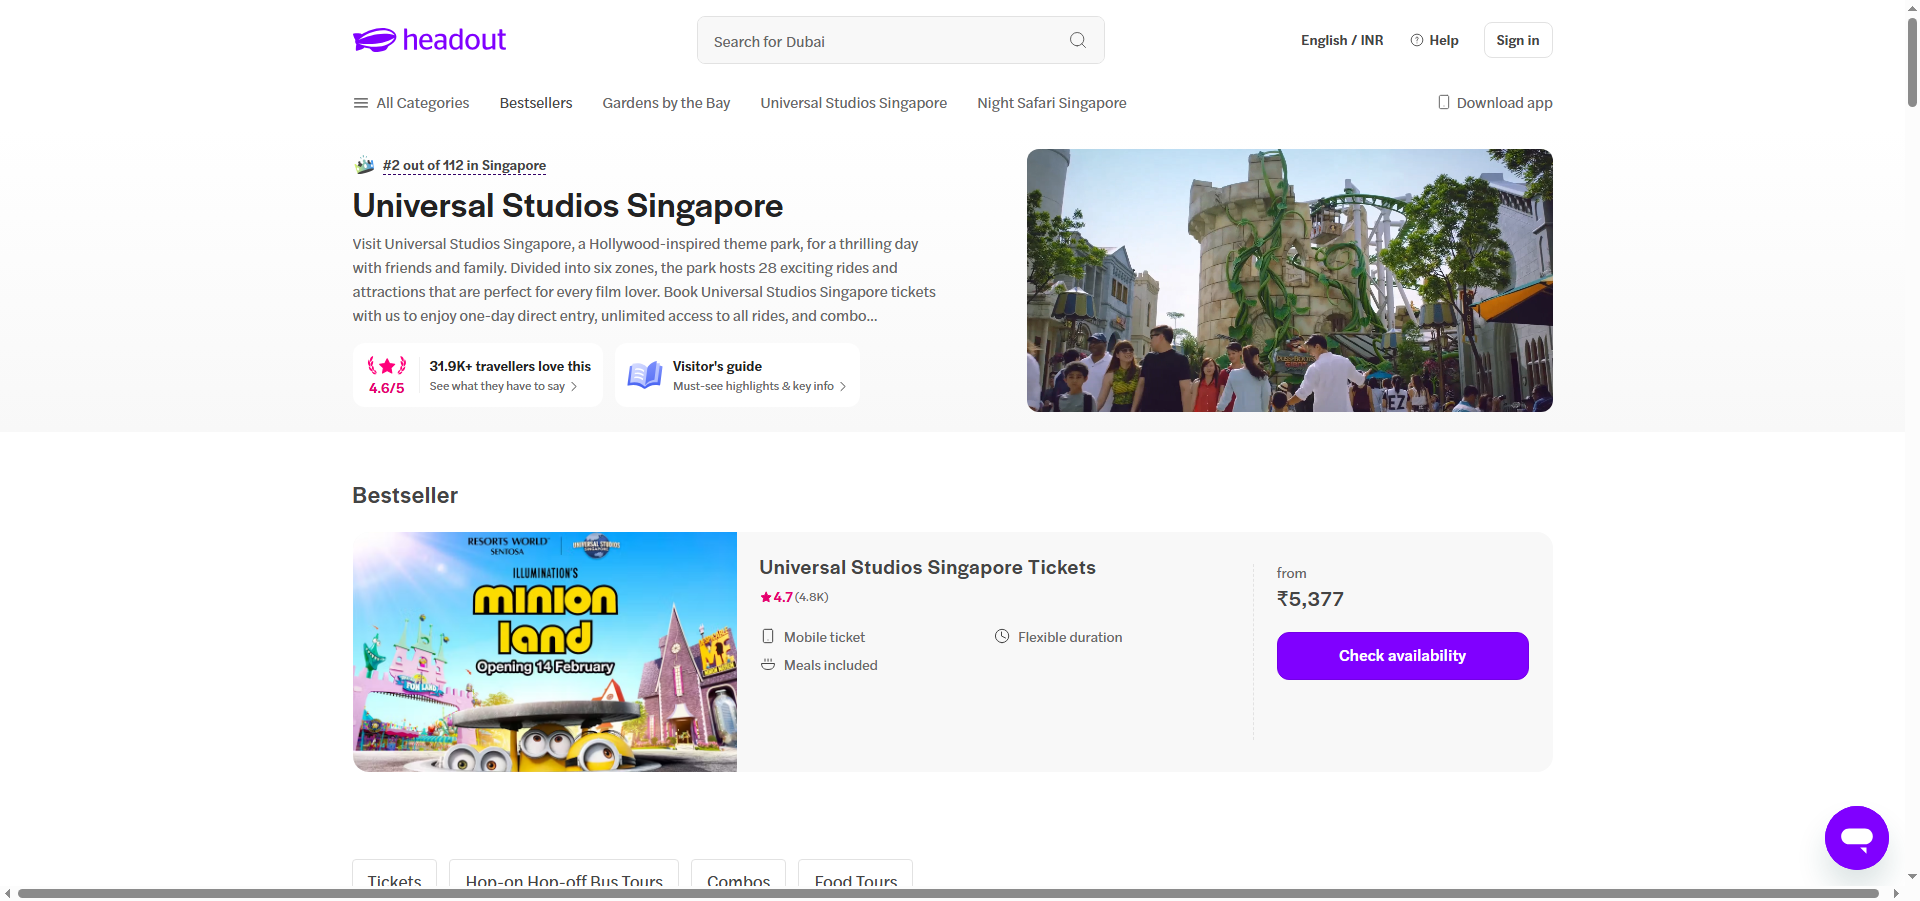 headout
Search for Dubai
English / INR
Help
Sign in
All Categories
Bestsellers
Gardens by the Bay
Universal Studios Singapore
Night Safari Singapore
Download app
#2 out of 112 in Singapore
Universal Studios Singapore
Visit Universal Studios Singapore, a Hollywood-inspired theme park, for a thrilling day
with friends and family. Divided into six zones, the park hosts 28 exciting rides and
attractions that are perfect for every film lover. Book Universal Studios Singapore tickets
with us to enjoy one-day direct entry, unlimited access to all rides, and combo...
4.6/5
31.9K+ travellers love this
See what they have to say
Visitor's guide
Must-see highlights & key info
EZ
Bestseller
RESORTS WORLD
SENTOSA
UNIVERSAL STUDIOS
SINGAPORE
ILLUMINATION'S
minion
land
Opening 14 February
Universal Studios Singapore Tickets
4.7 (4.8K)
Mobile ticket
Flexible duration
Meals included
from
₹5,377
Check availability
Tickets
Hop-on Hop-off Bus Tours
Combos
Food Tours